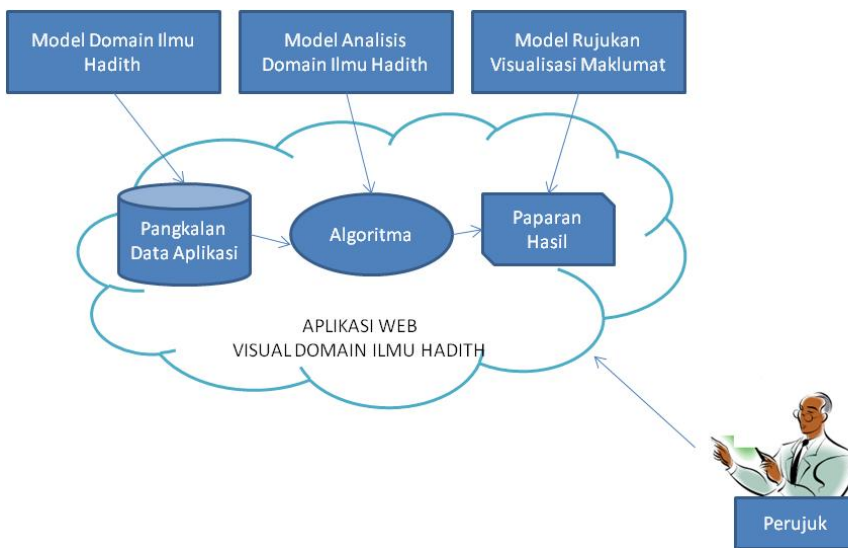 Model Domain Ilmu
Hadith
Model Analisis
Domain Ilmu Hadith
Model Rujukan
Visualisasi Maklumat
Pangkalan
Data Aplikasi
Algoritma
Paparan
Hasil
APLIKASI WEB
VISUAL DOMAIN ILMU HADITH
Perujuk